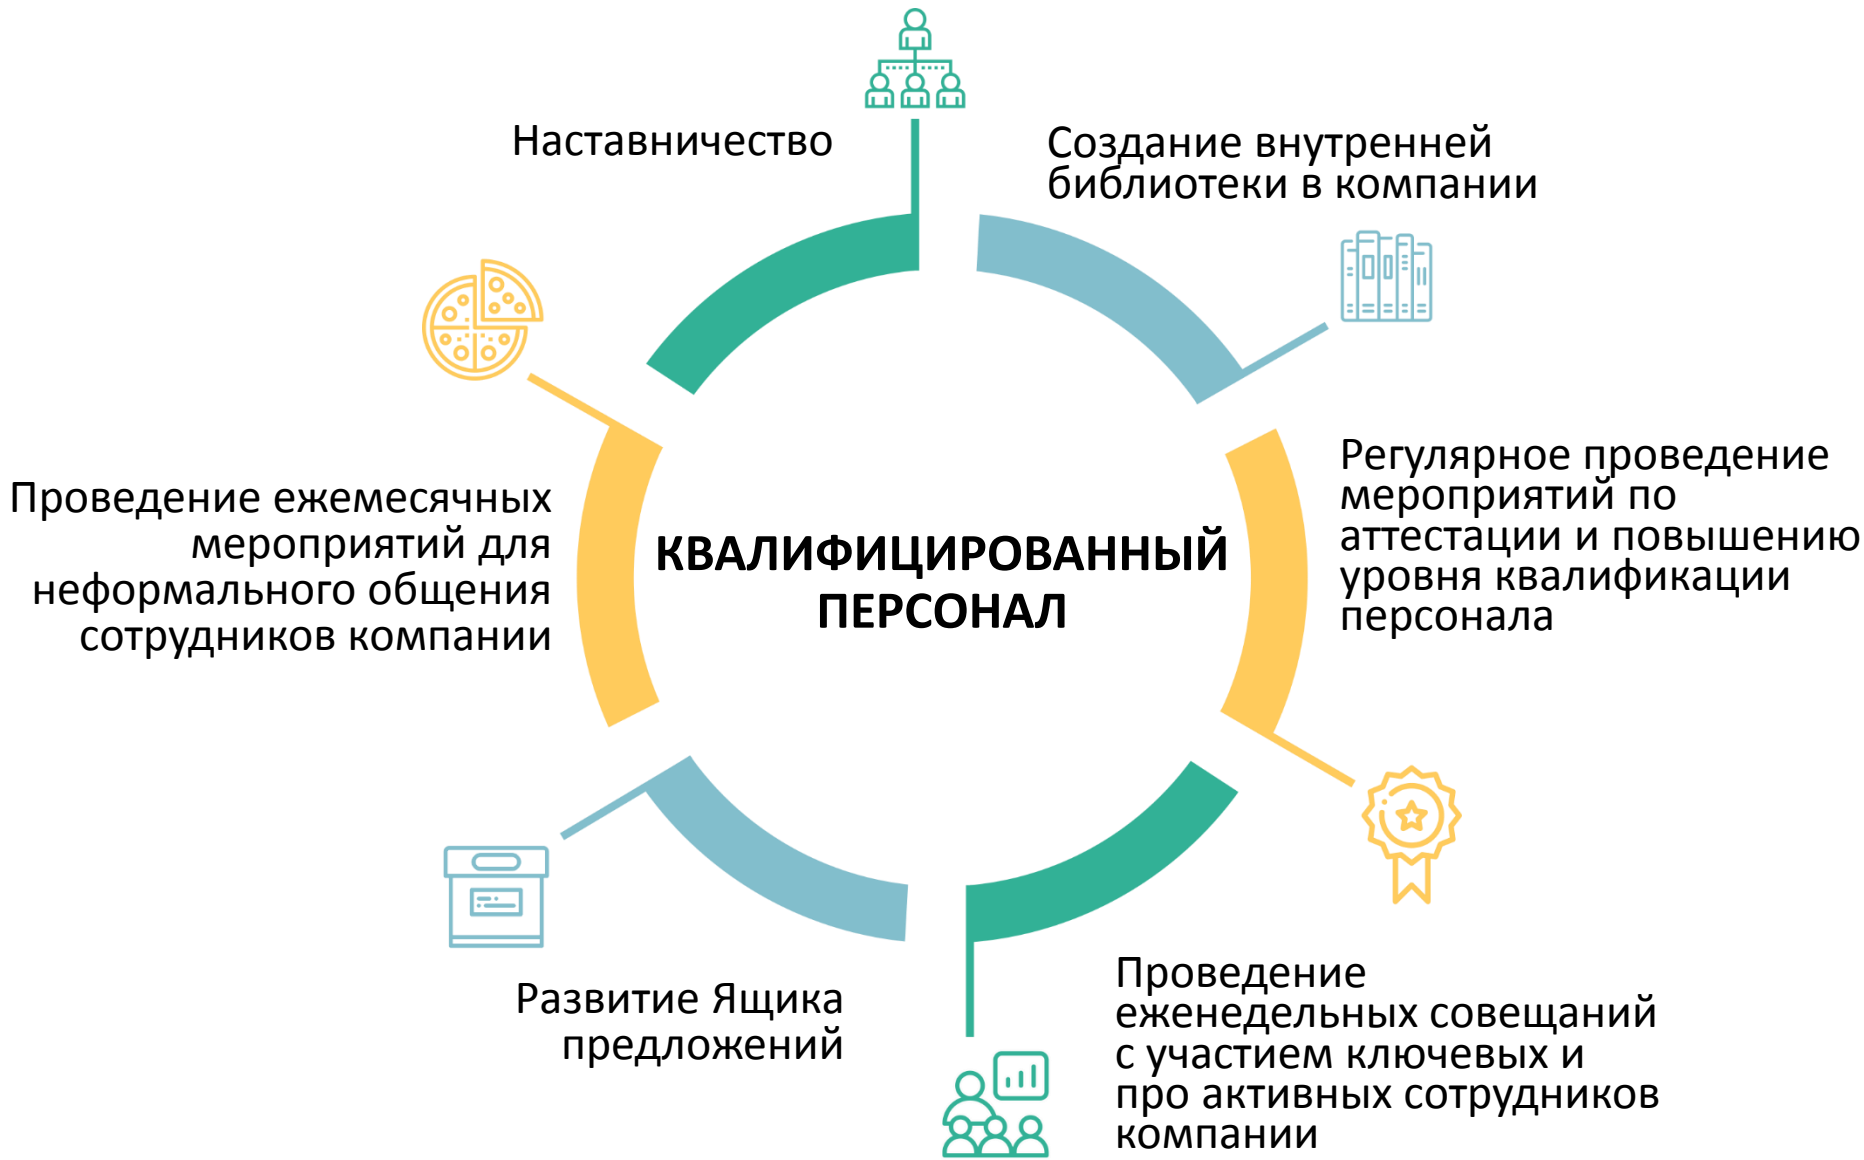 Наставничество
Создание внутренней
библиотеки в компании
Регулярное проведение
мероприятий по
аттестации и повышению
уровня квалификации
персонала
Проведение ежемесячных
мероприятий для
неформального общения
сотрудников компании
КВАЛИФИЦИРОВАННЫЙ
ПЕРСОНАЛ
Развитие Ящика
предложений
Проведение
еженедельных совещаний
с участием ключевых и
про активных сотрудников
компании